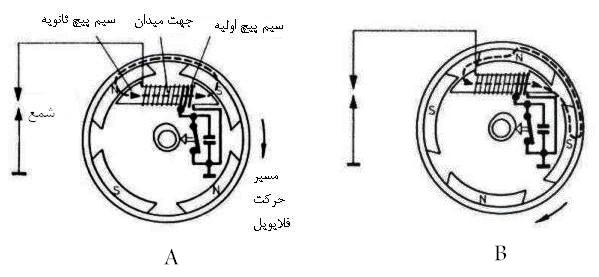 سیم پیچ ثانویه جهت میدان سیم پیچ اولیه
شمع
N S
S N
مسیر
حرکت
فلایویل
A
N
S S
N
B